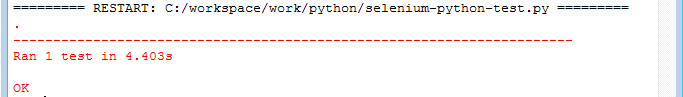 ========= RESTART: C:/workspace/work/python/selenium-python-test.py =========
.
----------------------------------------------------------------------
Ran 1 test in 4.403s
OK